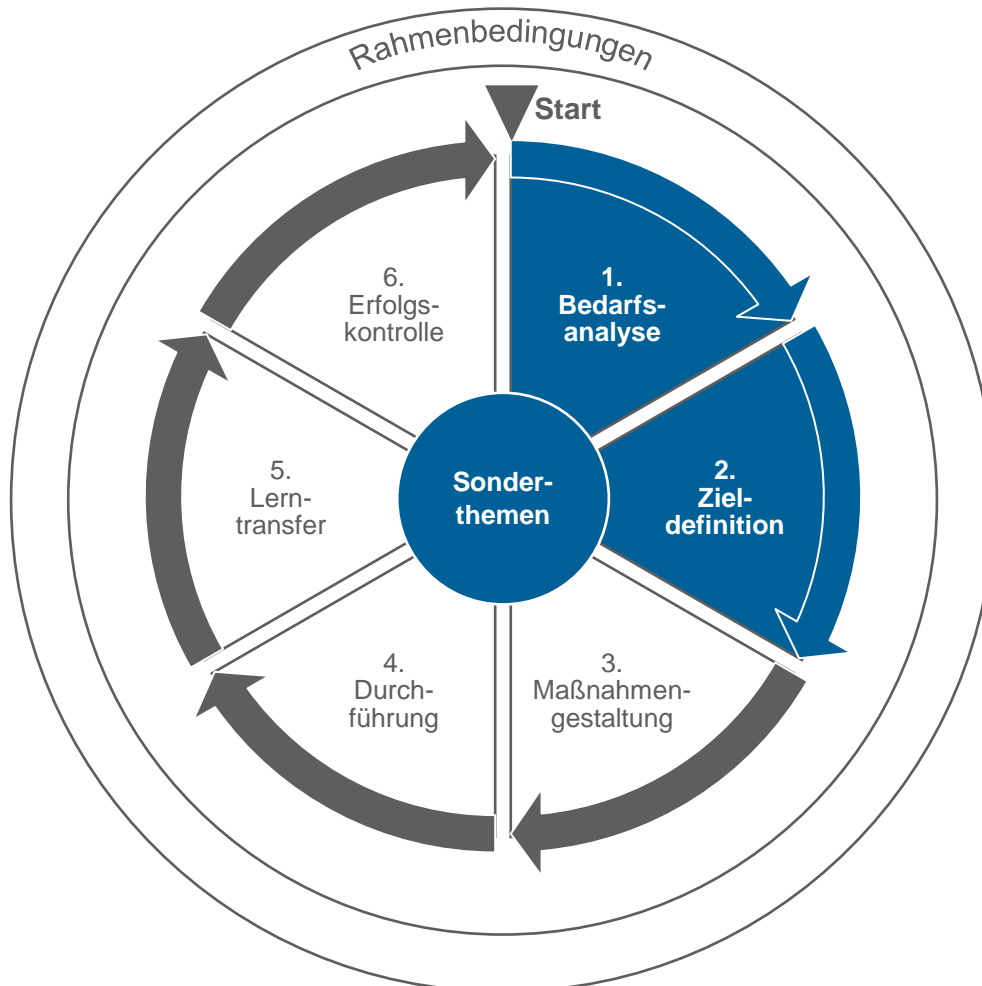 Rahmenbedingungen
Start
1.
Bedarfs-
analyse
2.
Ziel-
definition
3.
Maßnahmen-
gestaltung
4.
Durch-
führung
5.
Lern-
transfer
6.
Erfolgs-
kontrolle
Sonder-
themen